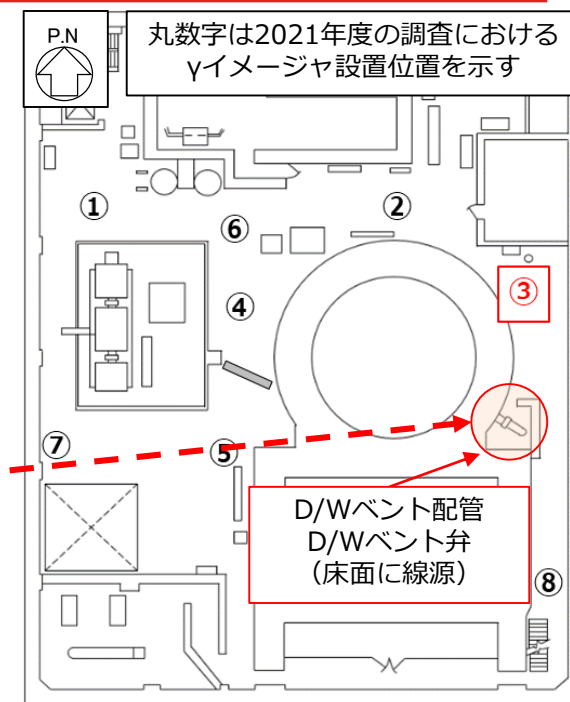 P.N
丸数字は2021年度の調査における
γイメージャ設置位置を示す
①
②
⑥
③
④
⑦
⑤
D/Wベント配管
D/Wベント弁
（床面に線源）
⑧